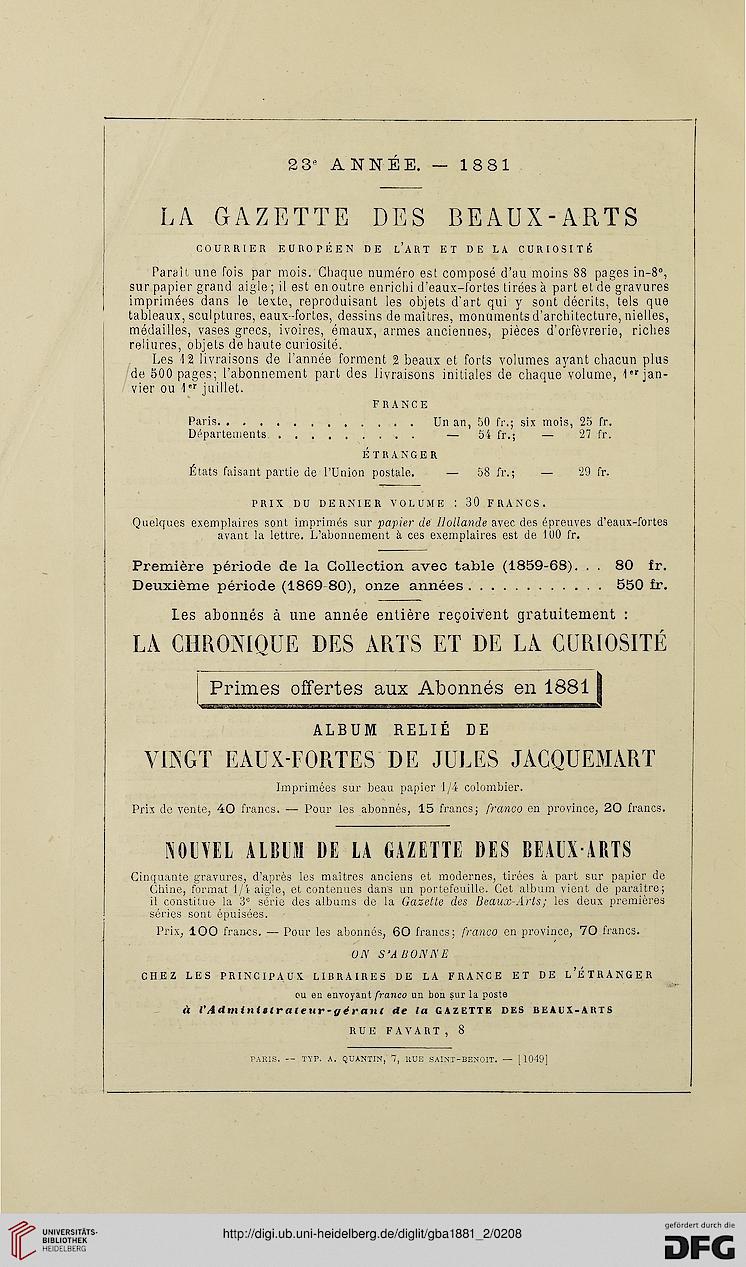 23e ANNÉE. — 1881
LA GAZETTE DES BEAUX-ARTS
COURRIER EUROPÉEN DE L'ART ET DE LA CURIOSITÉ
Paraît une fois par mois. Chaque numéro est composé d'au moins 88 pages in-8°,
sur papier grand aigle; il est en outre enrichi d'eaux-fortes tirées à part et de gravures
imprimées dans le texte, reproduisant les objets d'art qui y sont décrits, tels que
tableaux, sculptures, eaux-fortes, dessins de maîtres, monuments d'architecture, nielles,
médailles, vases grecs, ivoires, émaux, armes anciennes, pièces d'orfèvrerie, riches
reliures, objets de haute curiosité.
Les 12 livraisons de l'année forment 2 beaux et forts volumes ayant chacun plus
de 500 pages; l'abonnement part des livraisons initiales de chaque volume, 1er jan-
vier ou 1er juillet.
FRANCE
Paris. . . . . . . . . . . . . Un an, 50 fr.; six mois, 25 fr.
Départements . . . . . . . . . — 54 fr.; — 27 fr.
ÉTRANGER
États faisant partie de l'Union postale. — 58 fr.; — 29 fr.
PRIX DU DERNIER VOLUME : 30 FRANCS.
Quelques exemplaires sont imprimés sur papier de Hollande avec des épreuves d'eaux-fortes
avant la lettre. L'abonnement à ces exemplaires est de 100 fr.
Première période de la Collection avec table (1859-68). . . 80 fr.
Deuxième période (1869-80), onze années . . . . . . . . . . . . 550 fr.
Les abonnés à une année entière reçoivent gratuitement :
LA CHRONIQUE DES ARTS ET DE LA CURIOSITÉ
Primes offertes aux Abonnés en 1881
ALBUM RELIÉ DE
VINGT EAUX-FORTES DE JULES JACQUEMART
Imprimées sur beau papier 1/4 colombier.
Prix de vente, 40 francs. — Pour les abonnés, 15 francs; franco en province, 20 francs.
NOUVEL ALBUM DE LA GAZETTE DES BEAUX-ARTS
Cinquante gravures, d'après les maîtres anciens et modernes, tirées à part sur papier de
Chine, format 1/4 aigle, et contenues dans un portefeuille. Cet album vient de paraître;
il constitue la 3e série des albums de la Gazette des Beaux-Arts; les deux premières
séries sont épuisées.
Prix, 100 francs. — Pour les abonnés, 60 francs; franco en province, 70 francs.
ON S'ABONNE
CHEZ LES PRINCIPAUX LIBRAIRES DE LA FRANCE ET DE L'ÉTRANGER
ou en envoyant franco un bon sur la poste
à l'Administrateur-gérant de la GAZETTE DES BEAUX-ARTS
RUE FAVART, 8
PARIS. -- TYP. A. QUANTIN, 7, RUE SAINT-BENOIT. — [1049]
UNIVERSITÄTS-
BIBLIOTHEK
HEIDELBERG
http://digi.ub.uni-heidelberg.de/diglit/gba1881_2/0208
gefördert durch die
DFG